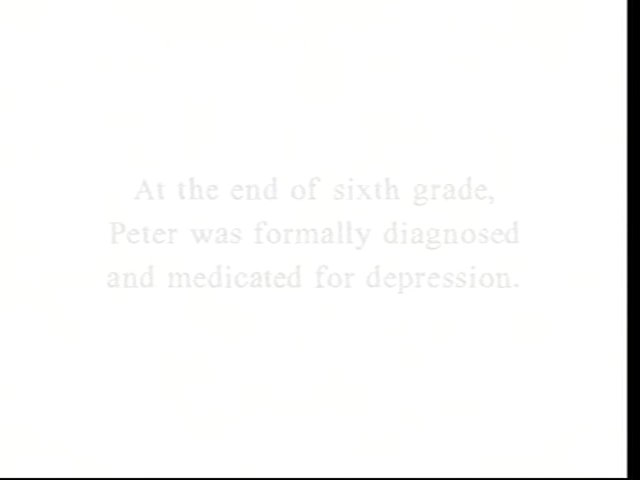 At the end of sixth grade,
Peter was formally diagnosed
and medicated for depression.